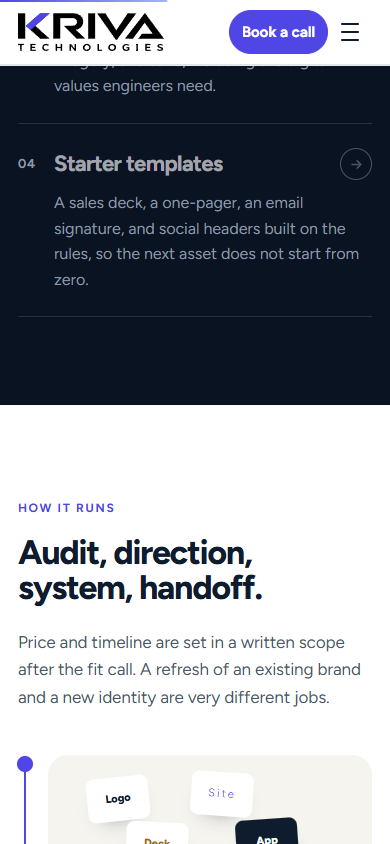 KRIVA
TECHNOLOGIES
Book a call
values engineers need.
04
Starter templates
A sales deck, a one-pager, an email
signature, and social headers built on the
rules, so the next asset does not start from
zero.
HOW IT RUNS
Audit, direction,
system, handoff.
Price and timeline are set in a written scope
after the fit call. A refresh of an existing brand
and a new identity are very different jobs.
Logo
Site
Deck
App